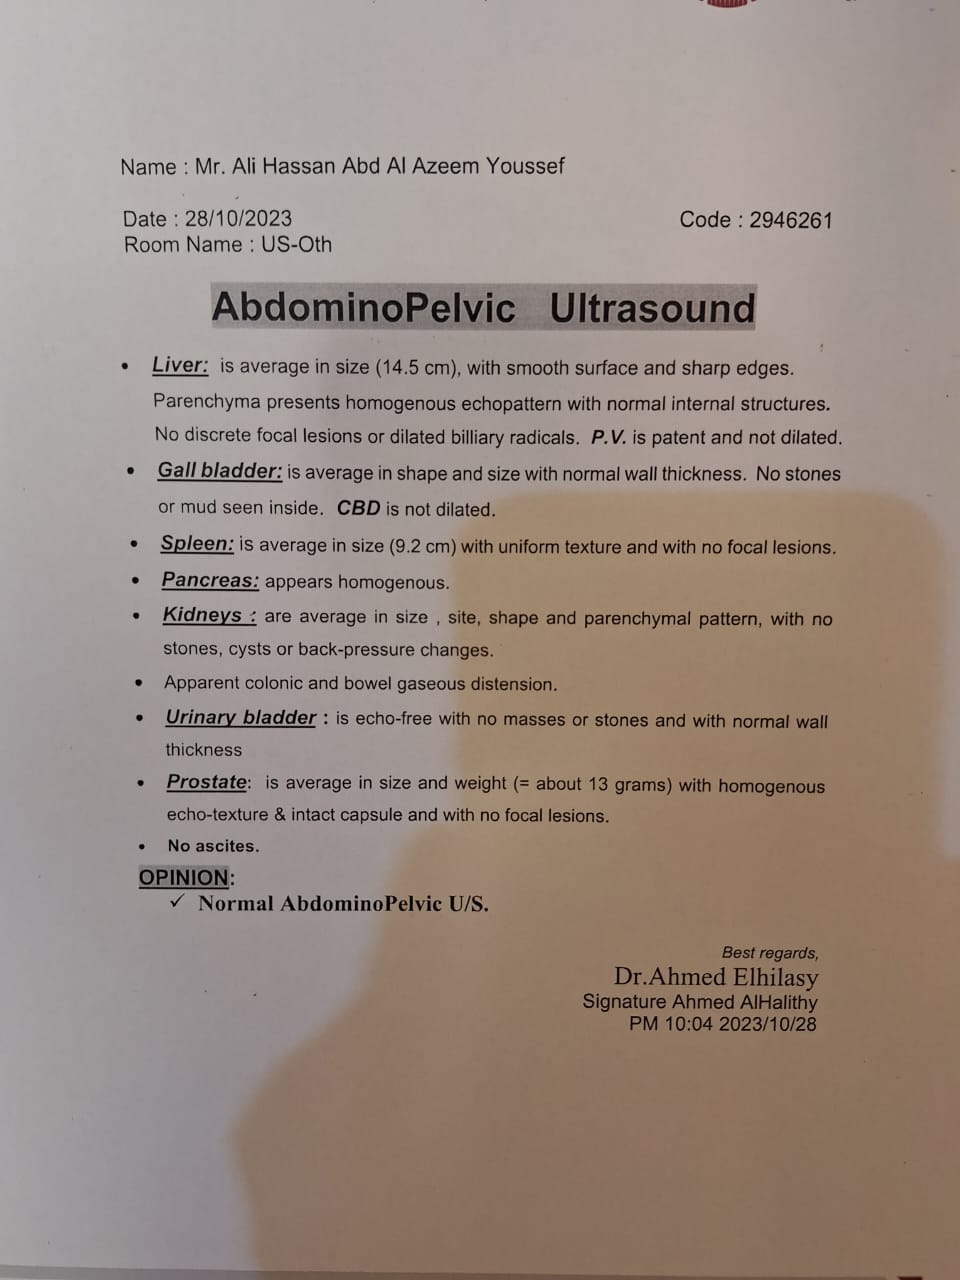 Name : Mr. Ali Hassan Abd Al Azeem Youssef
Date : 28/10/2023 Code : 2946261
Room Name : US-Oth
AbdominoPelvic Ultrasound
• Liver: is average in size (14.5 cm), with smooth surface and sharp edges.
Parenchyma presents homogenous echopattern with normal internal structures.
No discrete focal lesions or dilated billiary radicals. P.V. is patent and not dilated.
• Gall bladder: is average in shape and size with normal wall thickness. No stones
or mud seen inside. CBD is not dilated.
• Spleen: is average in size (9.2 cm) with uniform texture and with no focal lesions.
• Pancreas: appears homogenous.
• Kidneys : are average in size , site, shape and parenchymal pattern, with no
stones, cysts or back-pressure changes.
• Apparent colonic and bowel gaseous distension.
• Urinary bladder : is echo-free with no masses or stones and with normal wall
thickness
• Prostate: is average in size and weight (= about 13 grams) with homogenous
echo-texture & intact capsule and with no focal lesions.
• No ascites.
OPINION:
✓ Normal AbdominoPelvic U/S.
Best regards,
Dr.Ahmed Elhilasy
Signature Ahmed AlHalithy
PM 10:04 2023/10/28